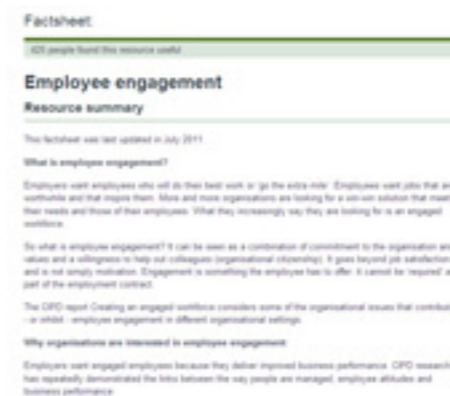 Factsheet
425 people found this resource useful
Employee engagement
Resource summary
This factsheet was last updated in July 2011.
What is employee engagement?
Employers want employees who will do their best work or 'go the extra mile'. Employees want jobs that are
worthwhile and that inspire them. More and more organisations are looking for a win-win solution that meets
their needs and those of their employees. What they increasingly say they are looking for is an engaged
workforce.
So what is employee engagement? It can be seen as a combination of commitment to the organisation and
values and a willingness to help out colleagues (organisational citizenship). It goes beyond job satisfaction
and is not simply motivation. Engagement is something the employee has to offer: it cannot be 'required' as
part of the employment contract.
The CIPD report Creating an engaged workforce considers some of the organisational issues that contribute
- or inhibit - employee engagement in different organisational settings.
Why organisations are interested in employee engagement
Employers want engaged employees because they deliver improved business performance. CIPD research
has repeatedly demonstrated the links between the way people are managed, employee attitudes and
business performance